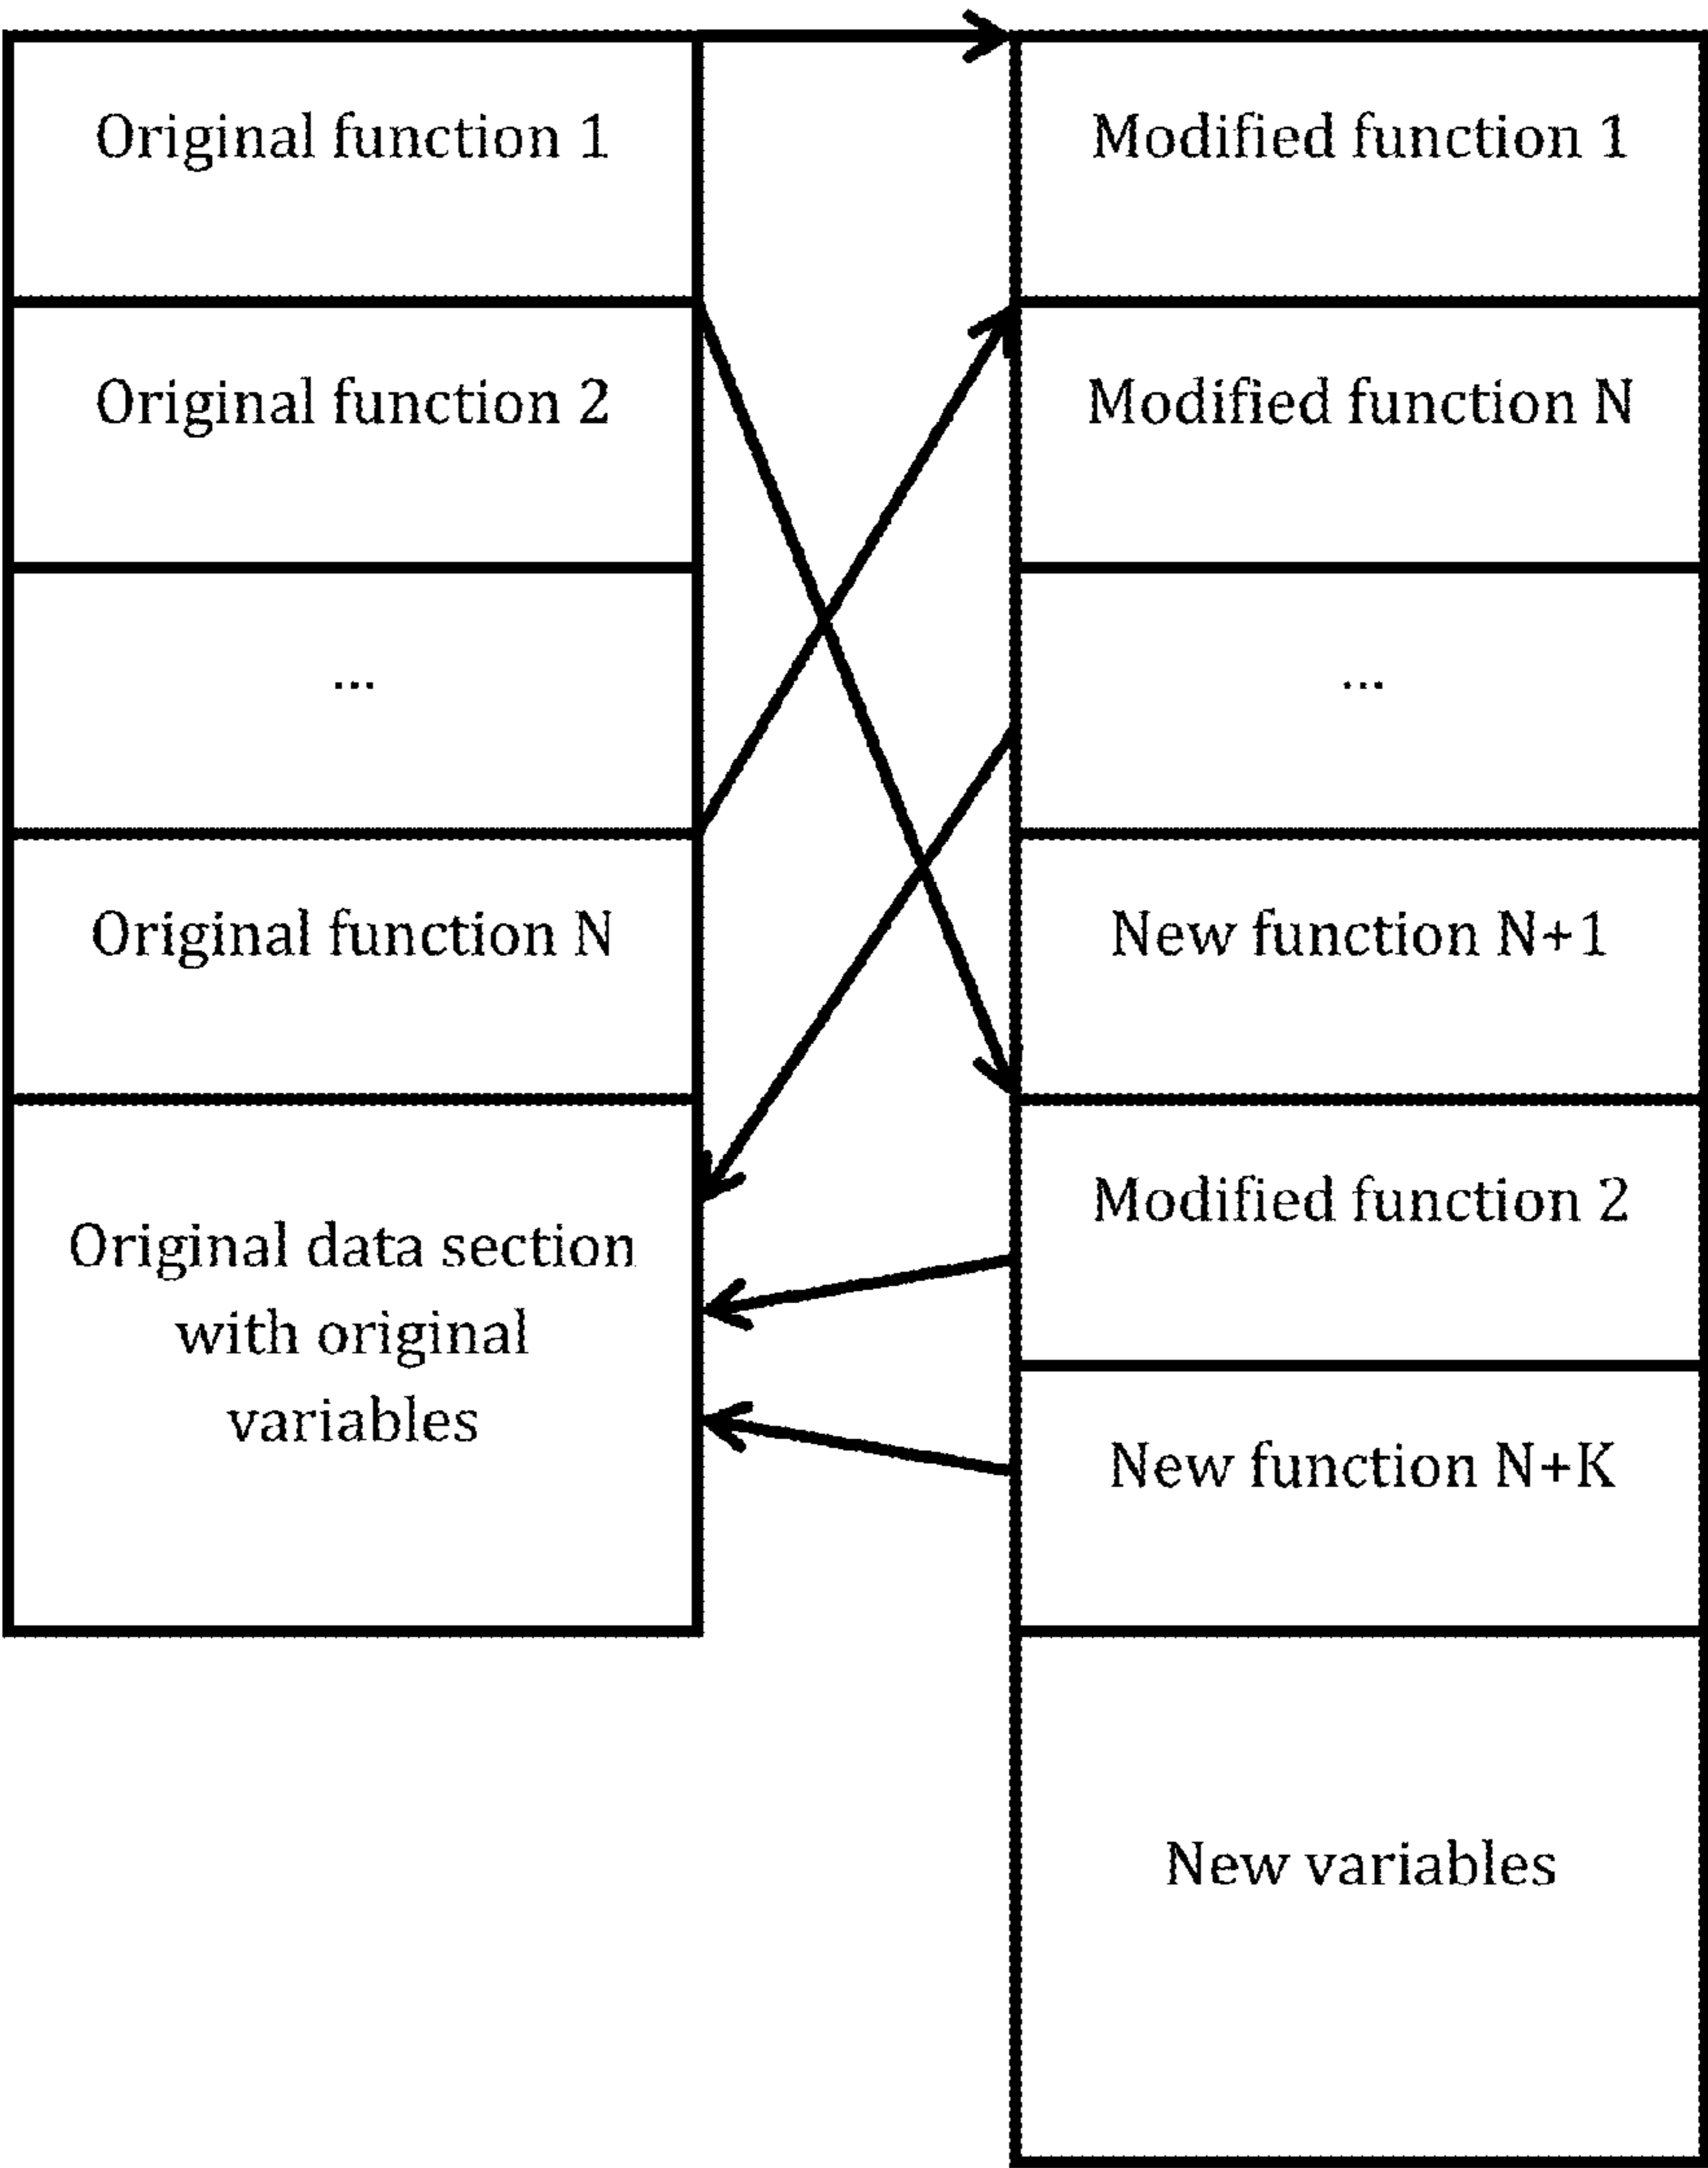 Original function 1
Original function 2
...
Original function N
Original data section
with original
variables
Modified function 1
Modified function N
...
New function N+1
Modified function 2
New function N+K
New variables